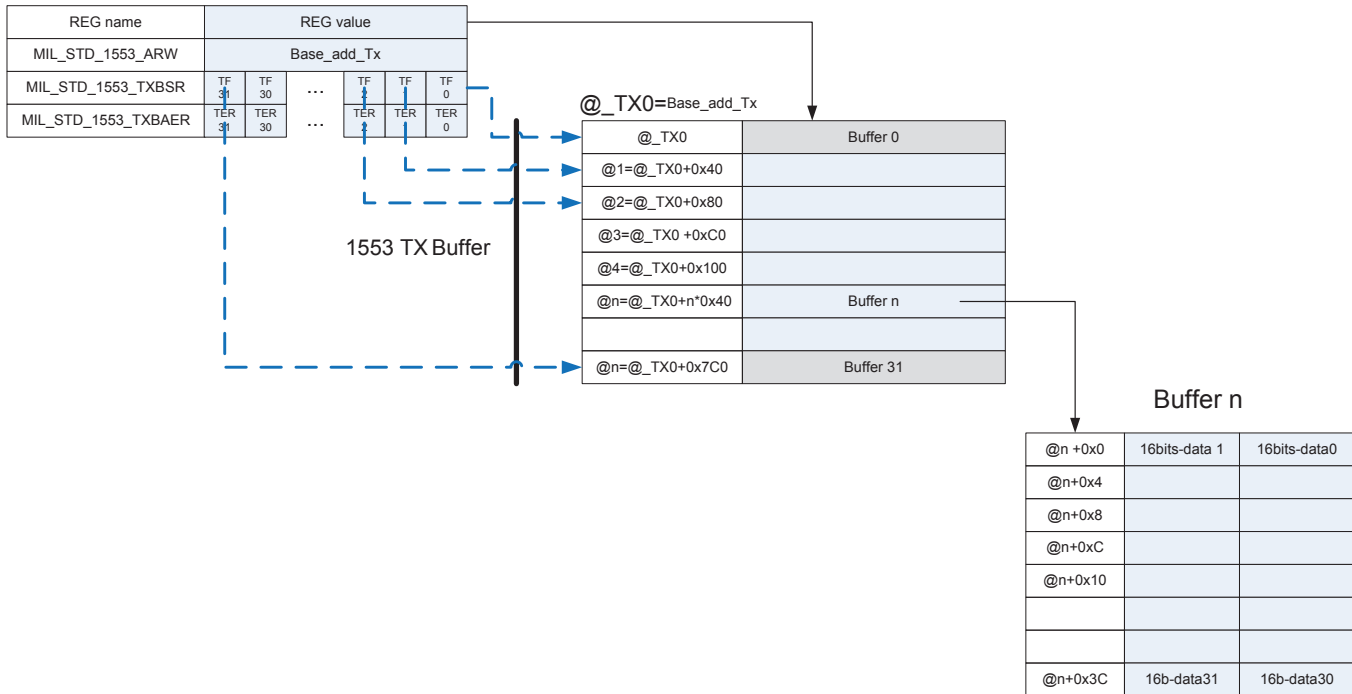 REG name REG value
MIL_STD_1553_ARW Base_add_Tx
MIL_STD_1553_TXBSR TF 31 TF 30 ... TF 2 TF TF 0
MIL_STD_1553_TXBAER TER 31 TER 30 ... TER 2 TER TER 0
1553 TX Buffer
@_TX0=Base_add_Tx
@_TX0 Buffer 0
@1=@_TX0+0x40
@2=@_TX0+0x80
@3=@_TX0 +0xC0
@4=@_TX0+0x100
@n=@_TX0+n*0x40 Buffer n
@n=@_TX0+0x7C0 Buffer 31
Buffer n
@n +0x0 16bits-data 1 16bits-data0
@n+0x4
@n+0x8
@n+0xC
@n+0x10
@n+0x3C 16b-data31 16b-data30